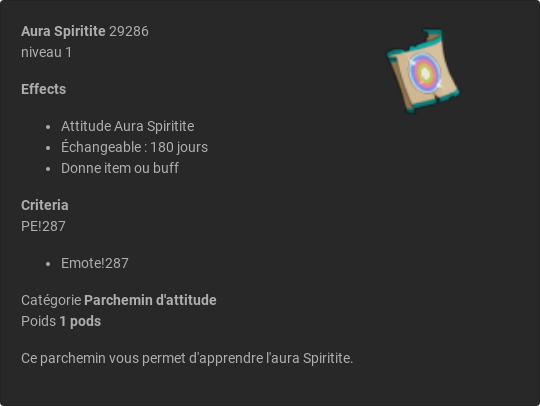 Aura Spiritite 29286
niveau 1
Effects
Attitude Aura Spiritite
Échangeable : 180 jours
Donne item ou buff
Criteria
PE!287
Emote!287
Catégorie Parchemin d'attitude
Poids 1 pods
Ce parchemin vous permet d'apprendre l'aura Spiritite.